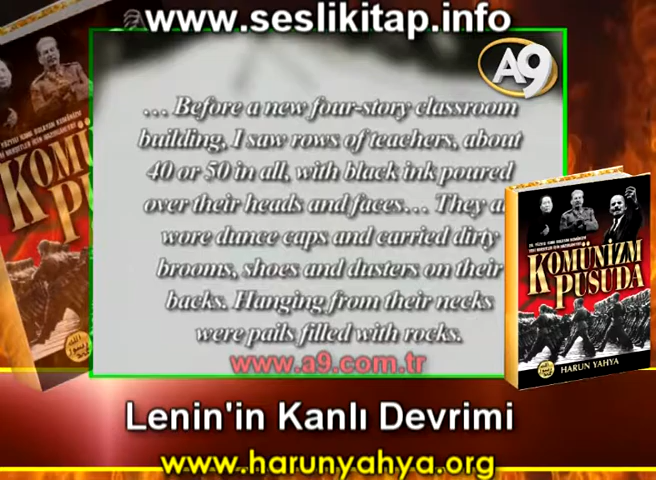 www.seslikitap.info
A9
… Before a new four-story classroom
building, I saw rows of teachers, about
40 or 50 in all, with black ink poured
over their heads and faces… They a
wore dunce caps and carried dirty
brooms, shoes and dusters on their
backs. Hanging from their necks
were pails filled with rocks.
www.a9.com.tr
KOMÜNİZM
PUSUDA
HARUN YAHYA
KOMÜN
P
Lenin'in Kanlı Devrimi
www.harunyahya.org